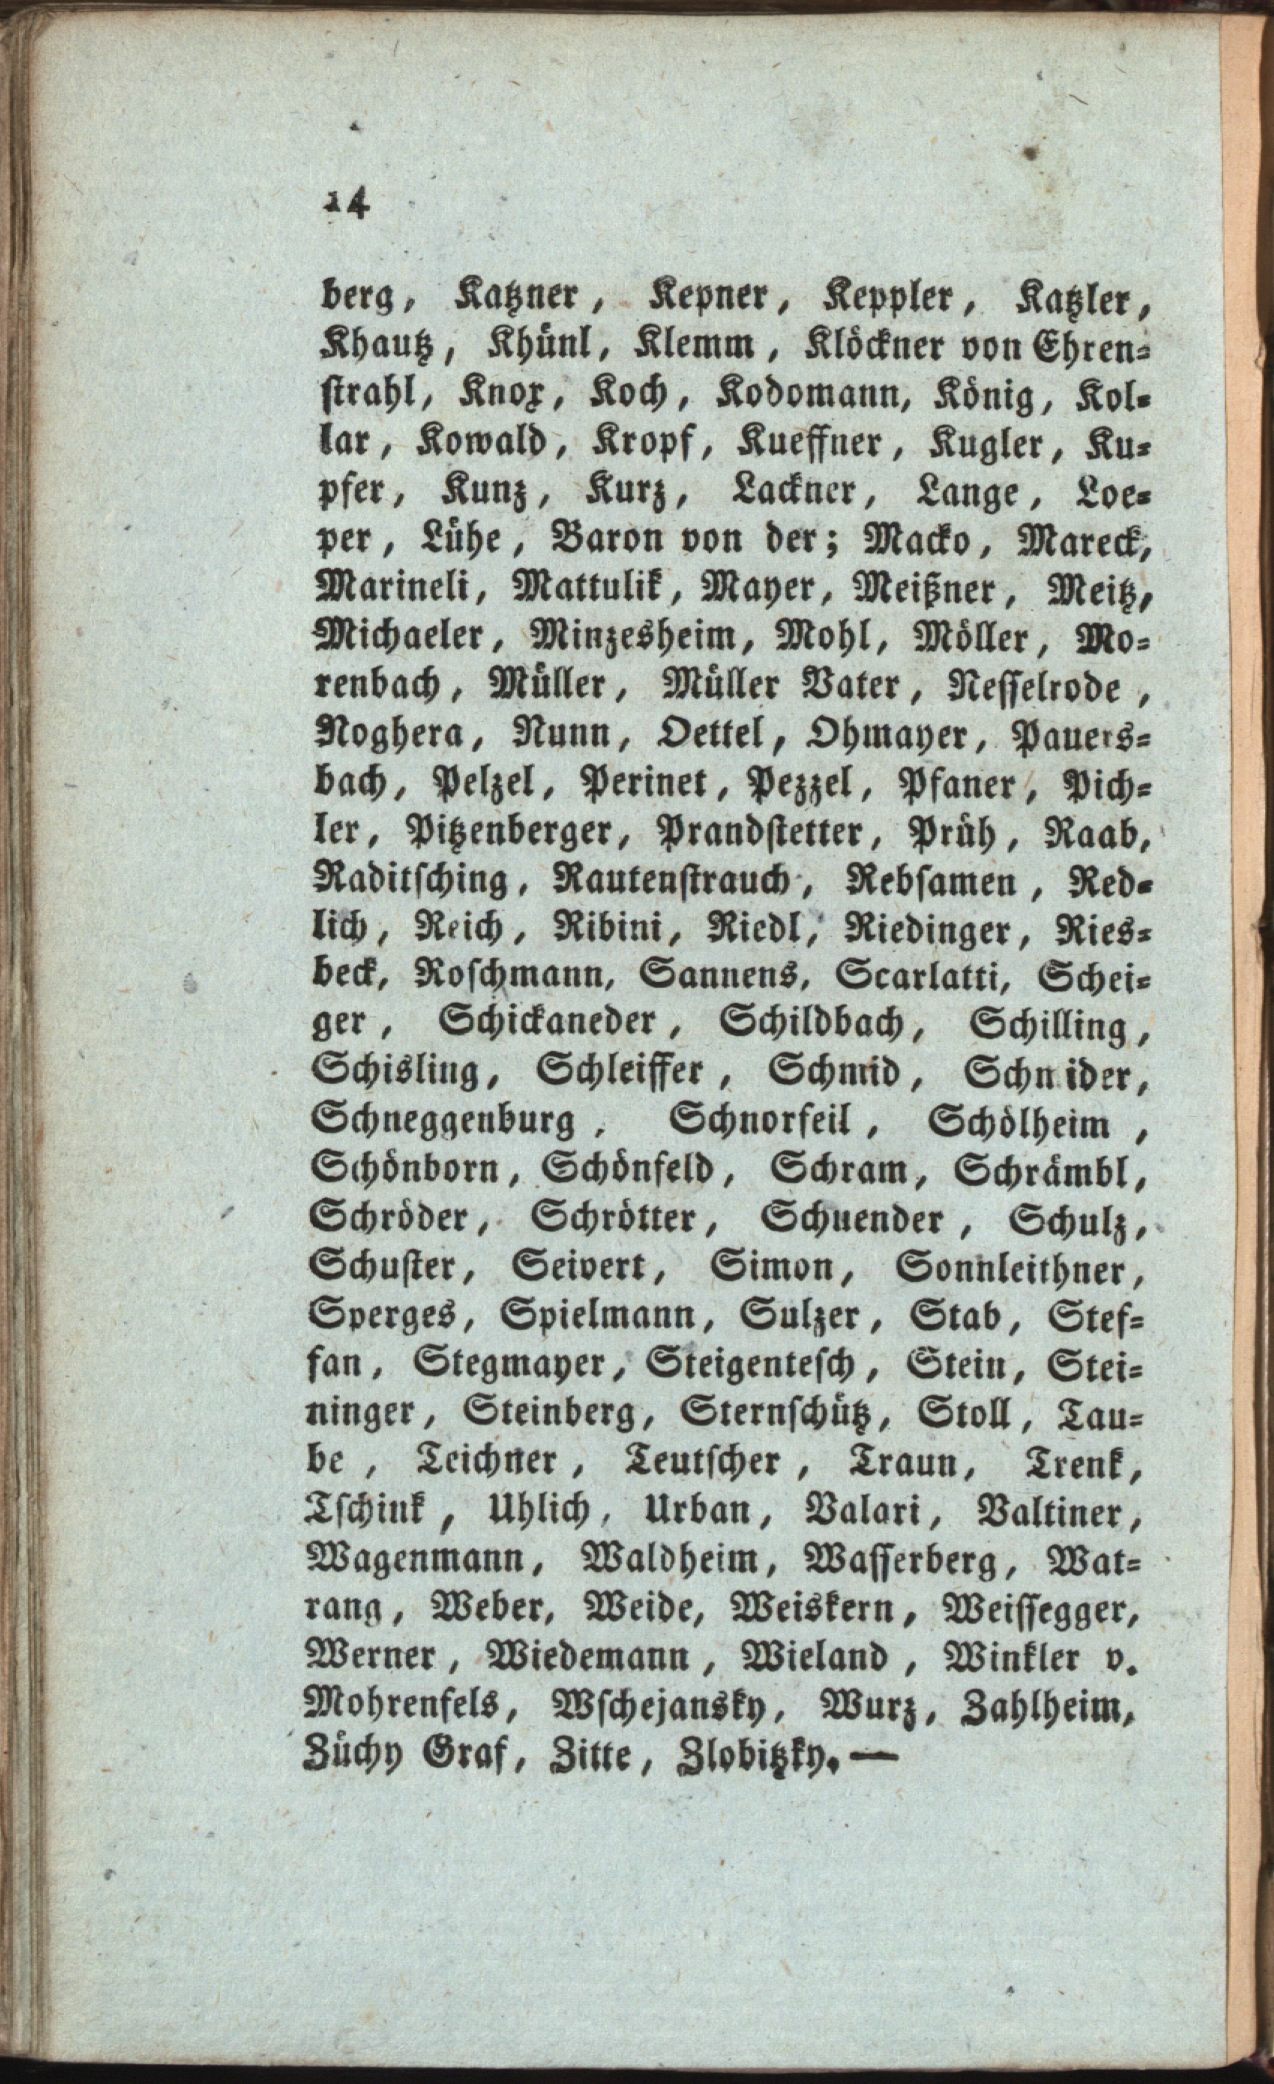 14
berg, Katzner, Kepner, Keppler, Katzler,
Khautz, Khünl, Klemm, Klöckner von Ehren=
strahl, Knox, Koch, Kodomann, König, Kol=
lar, Kowald, Kropf, Kueffner, Kugler, Ku=
pfer, Kunz, Kurz, Lackner, Lange, Loe=
per, Lühe, Baron von der; Macko, Mareck,
Marineli, Mattulik, Mayer, Meißner, Meitz,
Michaeler, Minzesheim, Mohl, Möller, Mo=
renbach, Müller, Müller Vater, Nesselrode,
Noghera, Nunn, Oettel, Ohmayer, Pauers=
bach, Pelzel, Perinet, Pezzel, Pfaner, Pich=
ler, Pitzenberger, Prandstetter, Prüh, Raab,
Raditsching, Rautenstrauch, Rebsamen, Red=
lich, Reich, Ribini, Riedl, Riedinger, Ries=
beck, Roschmann, Sannens, Scarlatti, Schei=
ger, Schickaneder, Schildbach, Schilling,
Schisling, Schleiffer, Schmid, Schn ider,
Schneggenburg, Schnorfeil, Schölheim,
Schönborn, Schönfeld, Schram, Schrämbl,
Schröder, Schrötter, Schuender, Schulz,
Schuster, Seivert, Simon, Sonnleithner,
Sperges, Spielmann, Sulzer, Stab, Stef=
fan, Stegmayer, Steigentesch, Stein, Stei=
ninger, Steinberg, Sternschütz, Stoll, Tau=
be, Teichner, Teutscher, Traun, Trenk,
Tschink, Uhlich, Urban, Valari, Valtiner,
Wagenmann, Waldheim, Wasserberg, Wat=
rang, Weber, Weide, Weiskern, Weissegger,
Werner, Wiedemann, Wieland, Winkler v.
Mohrenfels, Wschejansky, Wurz, Zahlheim,
Züchy Graf, Zitte, Zlobitzky. —